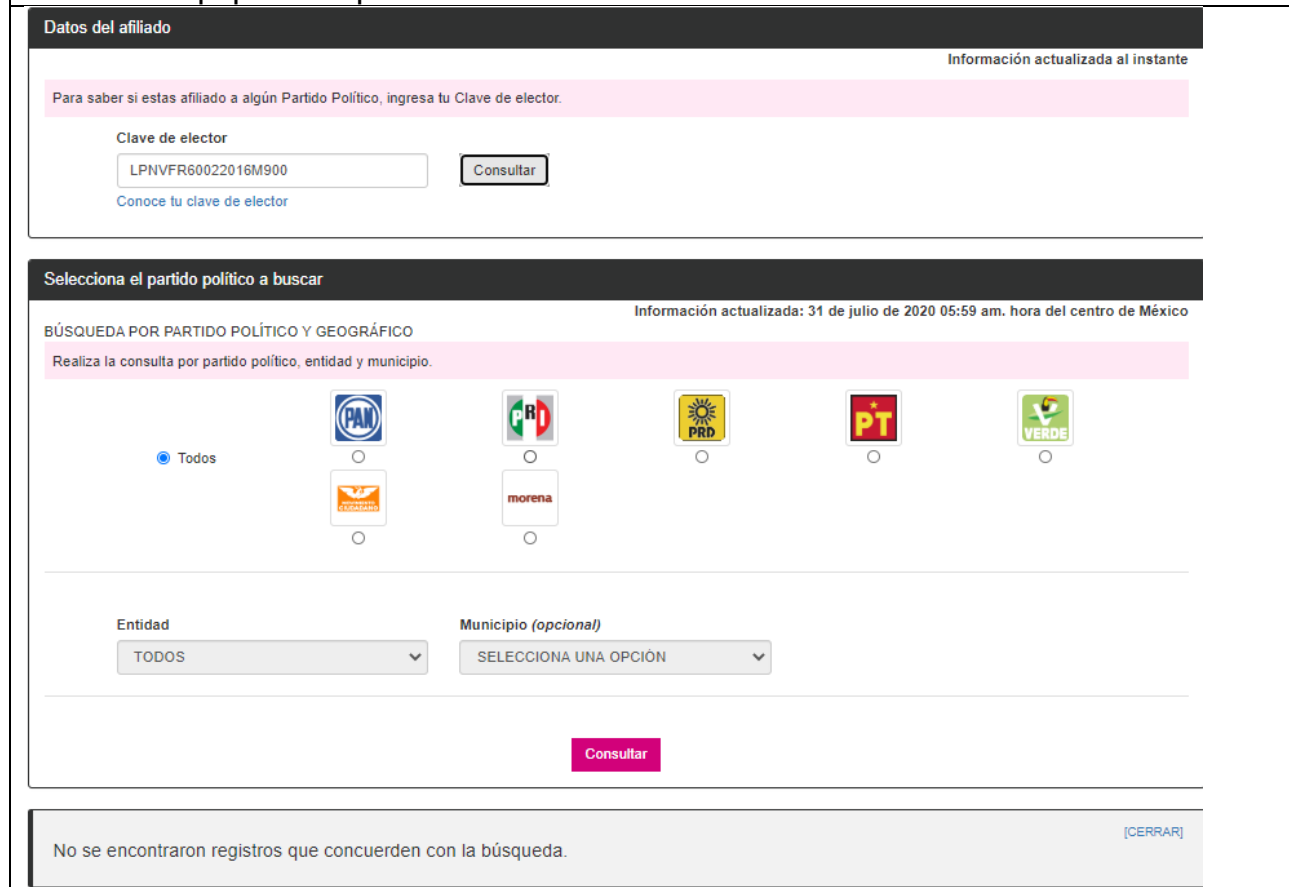 Datos del afiliado
Información actualizada al instante
Para saber si estas afiliado a algún Partido Político, ingresa tu Clave de elector.
Clave de elector
LPNVFR60022016M900
Consultar
Conoce tu clave de elector
Selecciona el partido político a buscar
Información actualizada: 31 de julio de 2020 05:59 am. hora del centro de México
BÚSQUEDA POR PARTIDO POLÍTICO Y GEOGRÁFICO
Realiza la consulta por partido político, entidad y municipio.
PAN
PRI
PRD
PT
VERDE
Todos
MOVIMIENTO
CIUDADANO
morena
Entidad
Municipio (opcional)
TODOS
SELECCIONA UNA OPCIÓN
Consultar
[CERRAR]
No se encontraron registros que concuerden con la búsqueda.